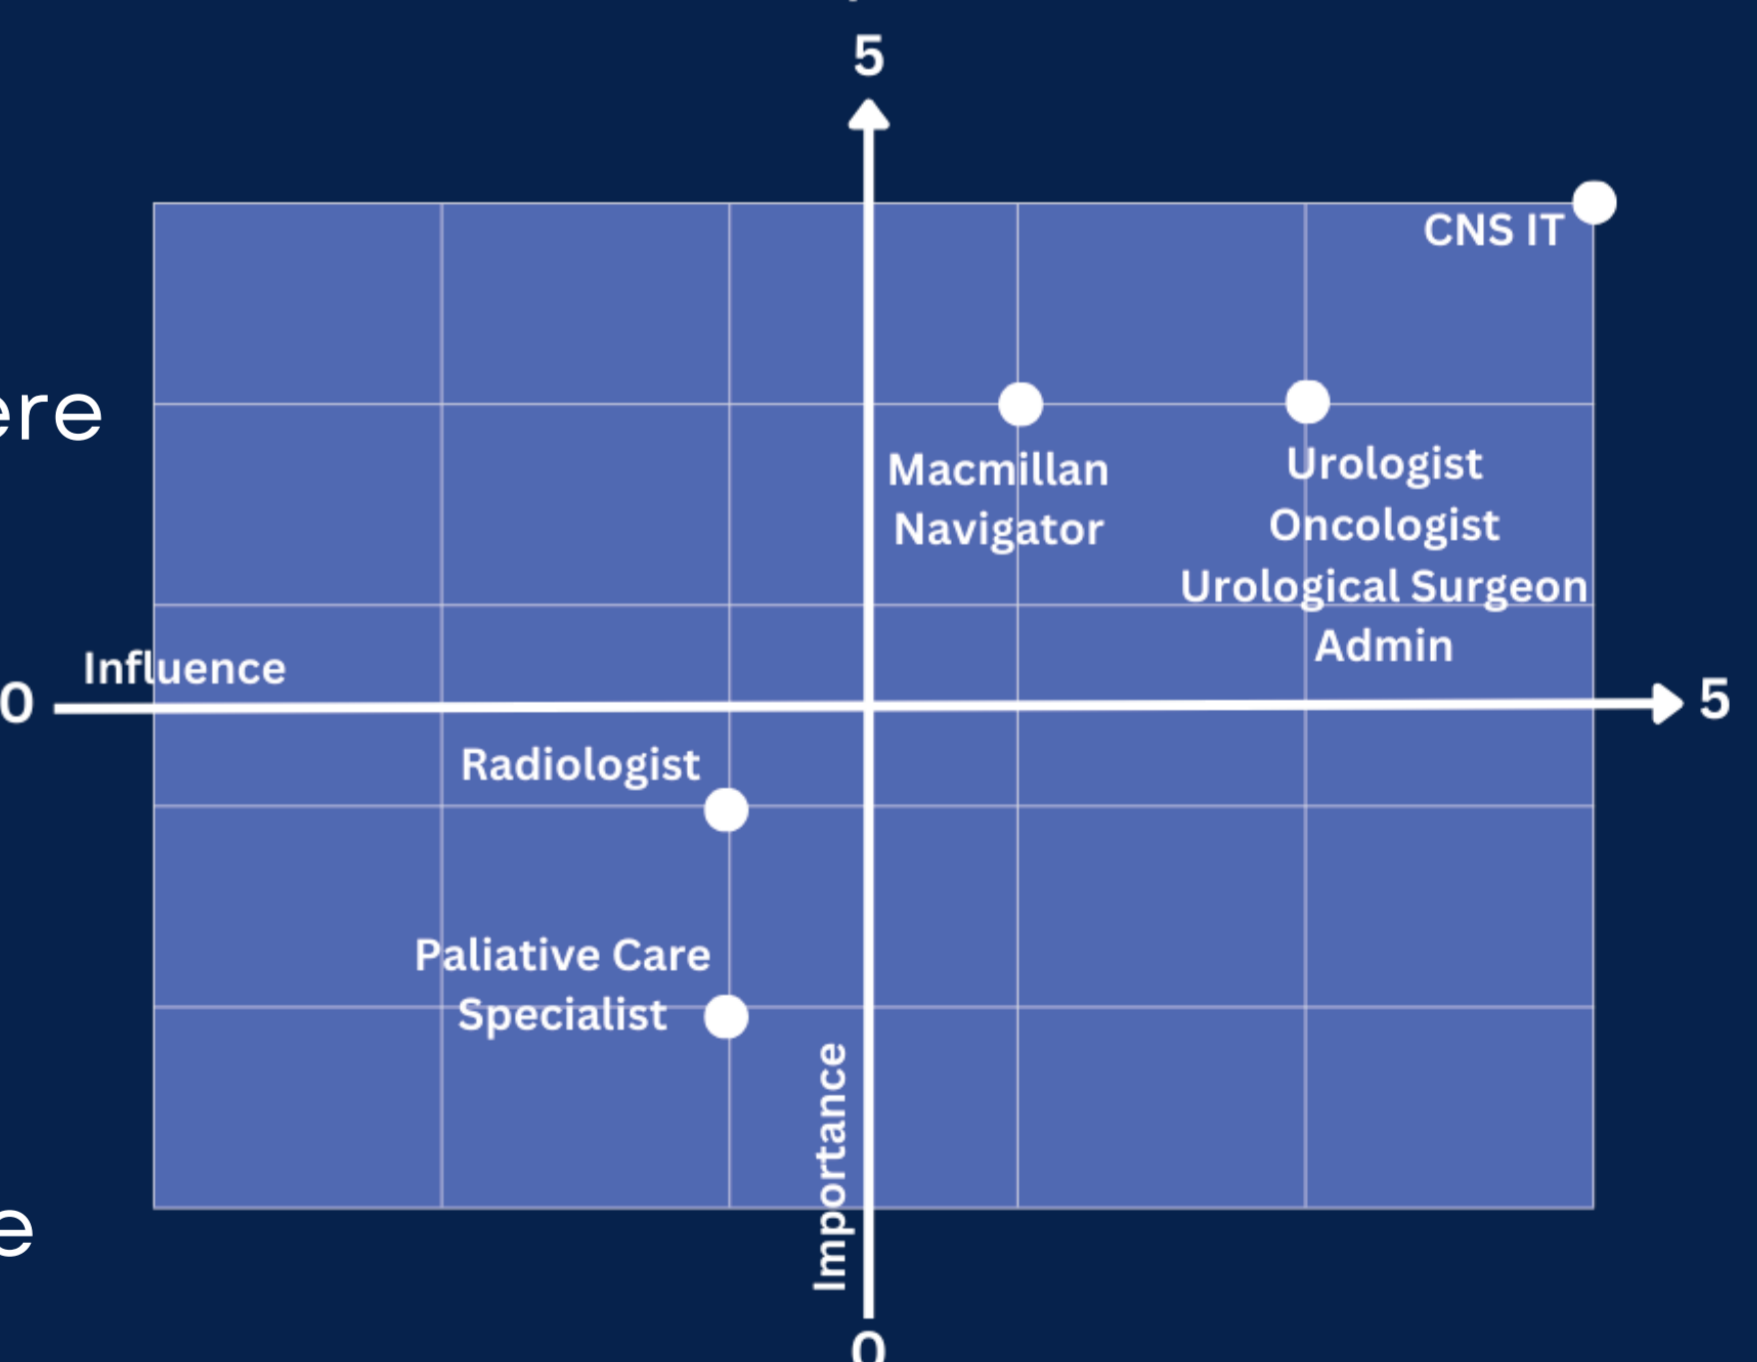 5
CNS IT
ere
Macmillan
Navigator
Urologist
Oncologist
Urological Surgeon
Admin
Influence
0
5
Radiologist
Paliative Care
Specialist
Importance
e
0